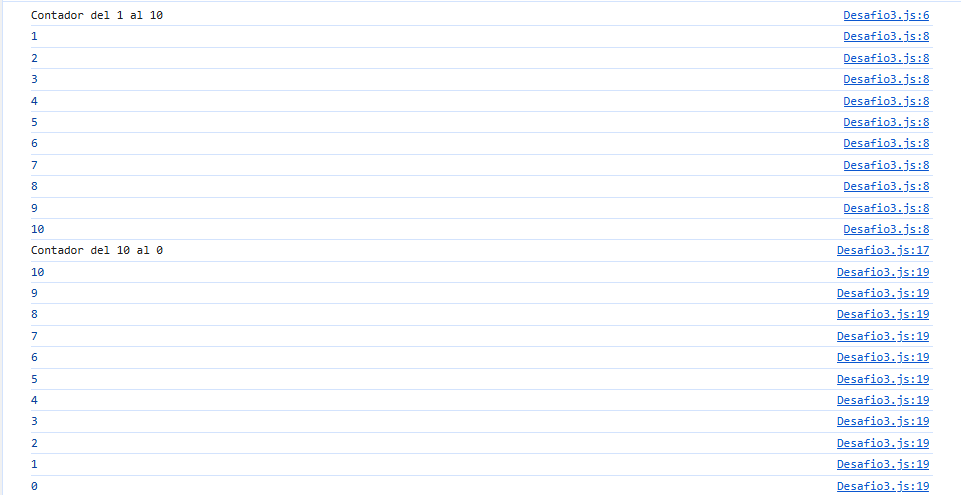 Contador del 1 al 10 Desafio3.js:6
1 Desafio3.js:8
2 Desafio3.js:8
3 Desafio3.js:8
4 Desafio3.js:8
5 Desafio3.js:8
6 Desafio3.js:8
7 Desafio3.js:8
8 Desafio3.js:8
9 Desafio3.js:8
10 Desafio3.js:8
Contador del 10 al 0 Desafio3.js:17
10 Desafio3.js:19
9 Desafio3.js:19
8 Desafio3.js:19
7 Desafio3.js:19
6 Desafio3.js:19
5 Desafio3.js:19
4 Desafio3.js:19
3 Desafio3.js:19
2 Desafio3.js:19
1 Desafio3.js:19
0 Desafio3.js:19